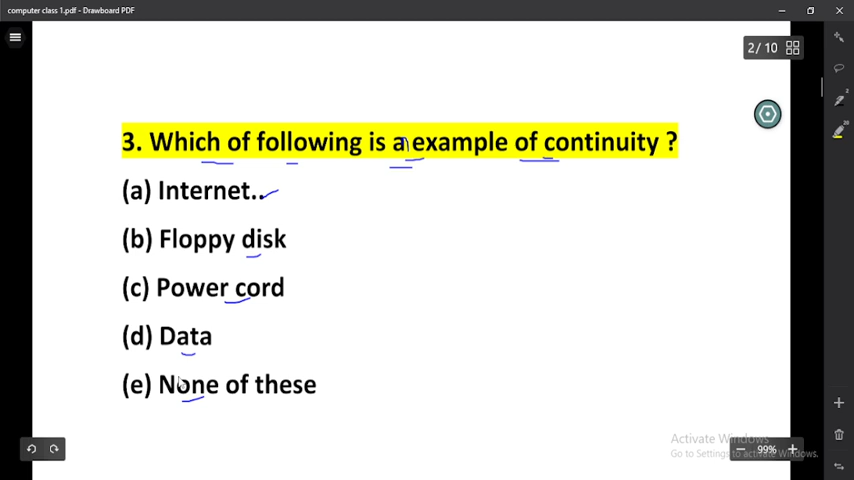 computer class 1.pdf - Drawboard PDF
2/10
3. Which of following is an example of continuity ?
(a) Internet..
(b) Floppy disk
(c) Power cord
(d) Data
(e) None of these
Activate Windows
Go to Settings to activate Windows.
99%